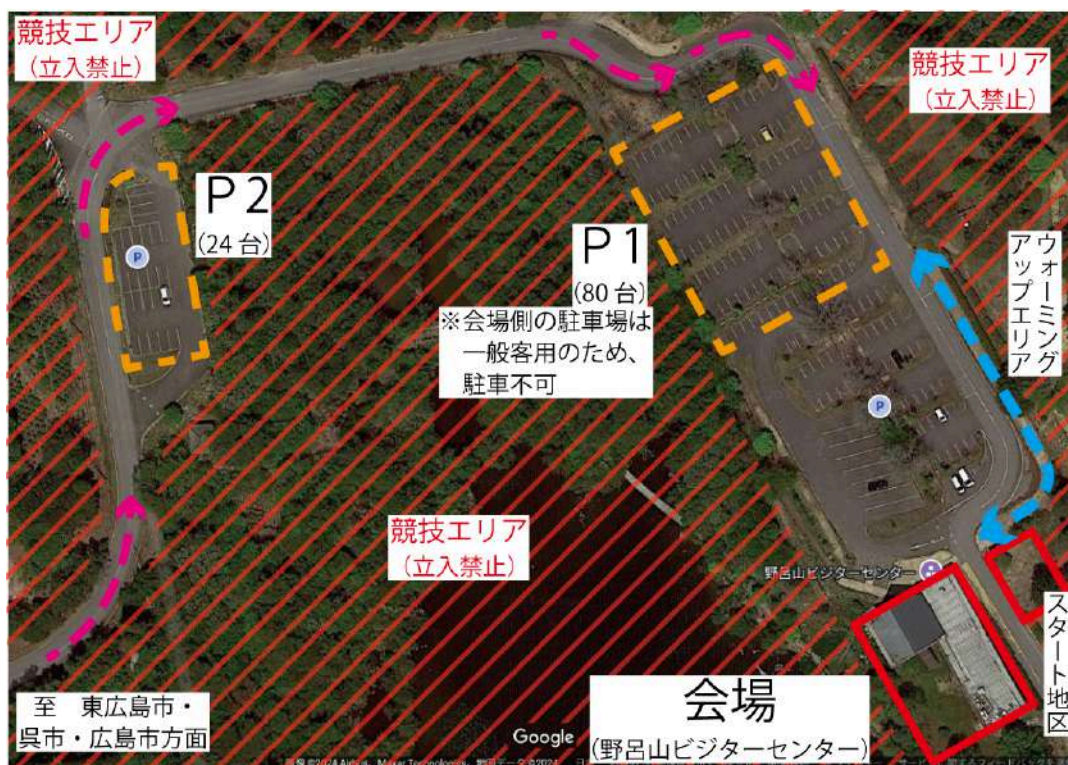 競技エリア
(立入禁止)
競技エリア
(立入禁止)
P2
(24台)
P
P1
(80台)
※会場側の駐車場は
一般客用のため、
駐車不可
ウォーミング
アップエリア
P
競技エリア
(立入禁止)
野呂山ビジターセンター
スタート地区
至 東広島市・
呉市・広島市方面
会場
(野呂山ビジターセンター)
Google